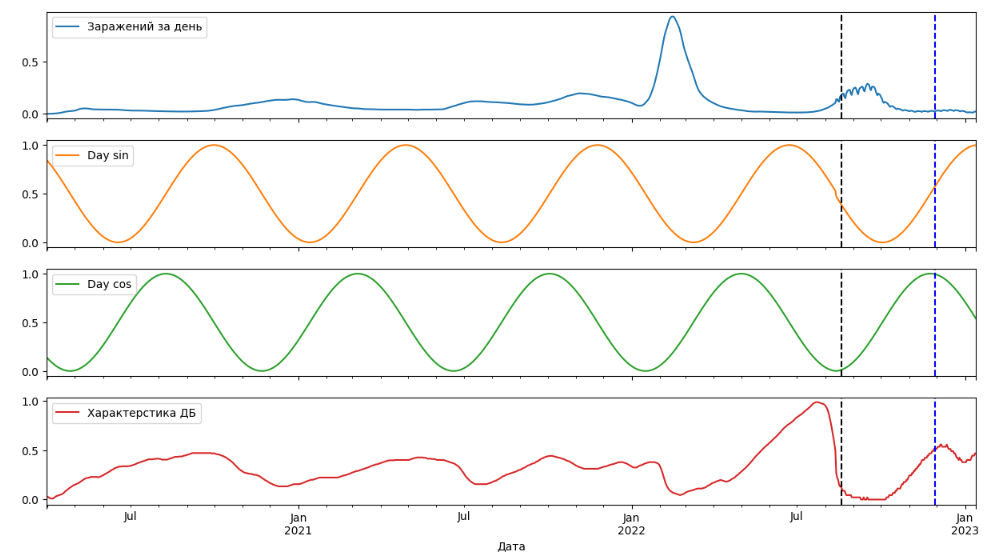 Заражений за день
0.5
0.0
Day sin
1.0
0.5
0.0
Day cos
1.0
0.5
0.0
Характерстика ДБ
1.0
0.5
0.0
Jul
Jan
2021
Jul
Jan
2022
Jul
Jan
2023
Дата